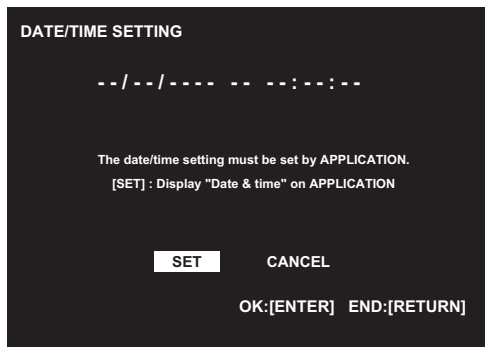 DATE/TIME SETTING
--/--/---- -- --:--:--
The date/time setting must be set by APPLICATION.
[SET] : Display "Date & time" on APPLICATION
SET CANCEL
OK:[ENTER] END:[RETURN]